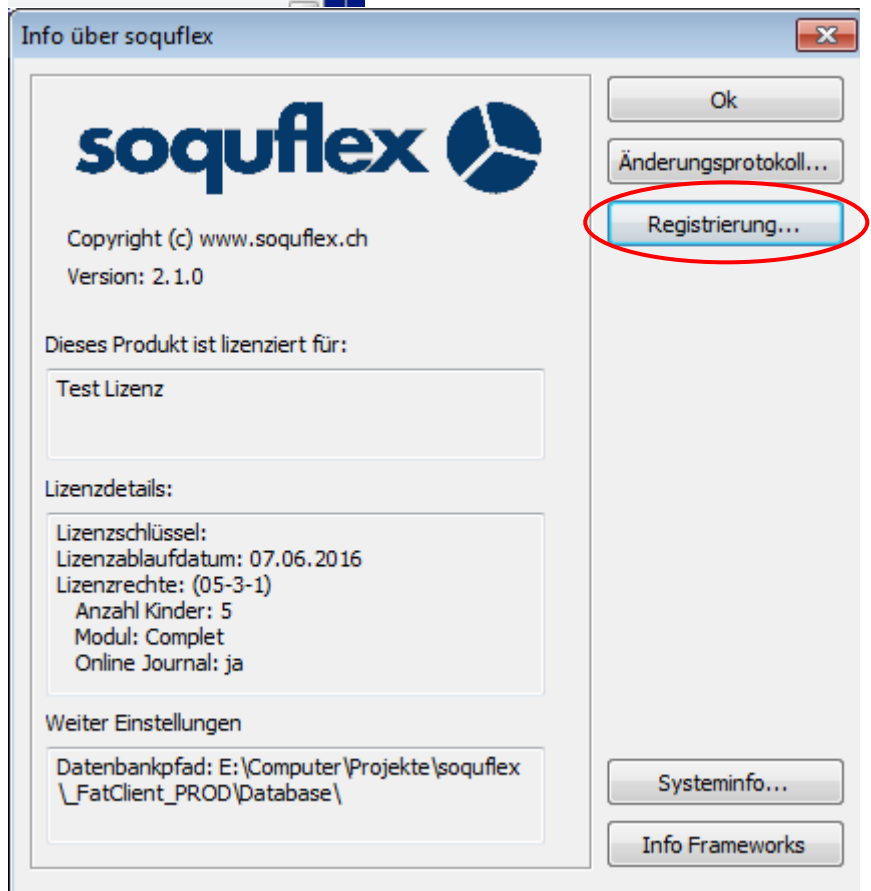 Info über soquflex
soquflex
Copyright (c) www.soquflex.ch
Version: 2.1.0
Dieses Produkt ist lizenziert für:
Test Lizenz
Lizenzdetails:
Lizenzschlüssel:
Lizenzablaufdatum: 07.06.2016
Lizenzrechte: (05-3-1)
Anzahl Kinder: 5
Modul: Complet
Online Journal: ja
Weiter Einstellungen
Datenbankpfad: E:\Computer\Projekte\soquflex
\_FatClient_PROD\Database\
Ok
Änderungsprotokoll...
Registrierung...
Systeminfo...
Info Frameworks